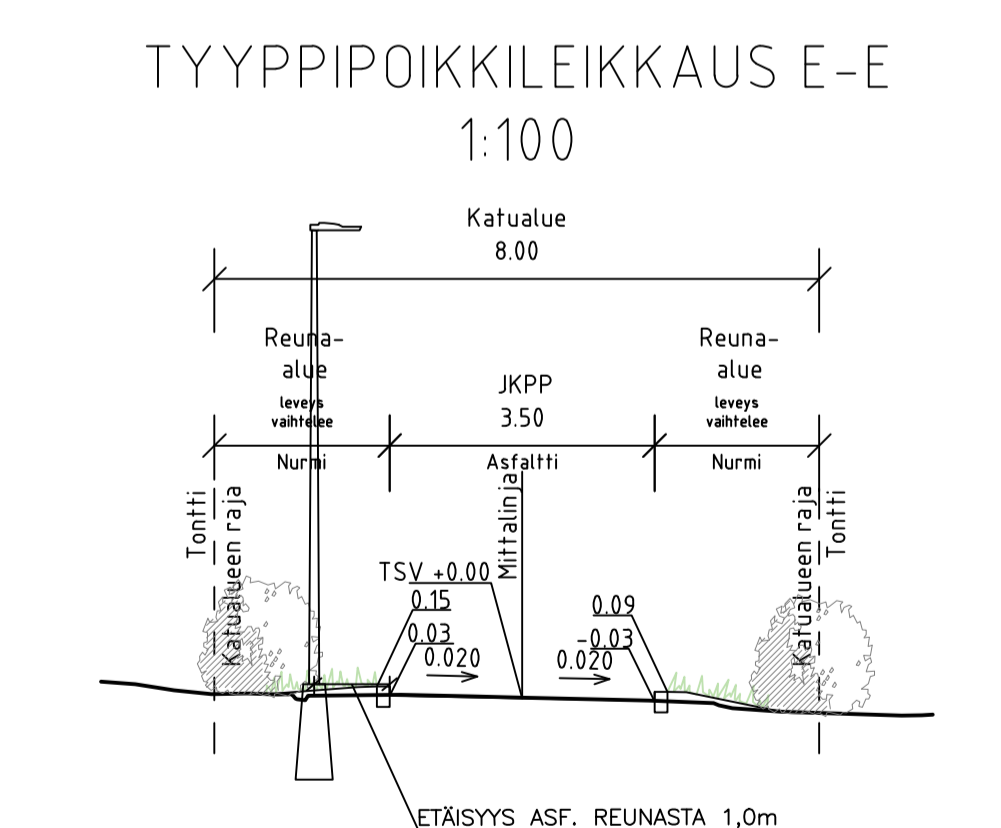 TYYPPIPOIKKILEIKKAUS E-E
1:100
Katualue
8.00
Reuna-
alue
leveys
vaihtelee
Nurmi
JKPP
3.50
Asfaltti
Reuna-
alue
leveys
vaihtelee
Nurmi
Tontti
Katualueen raja
Mittalinja
Katualueen raja
Tontti
TSV +0.00
0.15
0.03
0.020
0.09
-0.03
0.020
ETÄISYYS ASF. REUNASTA 1,0m